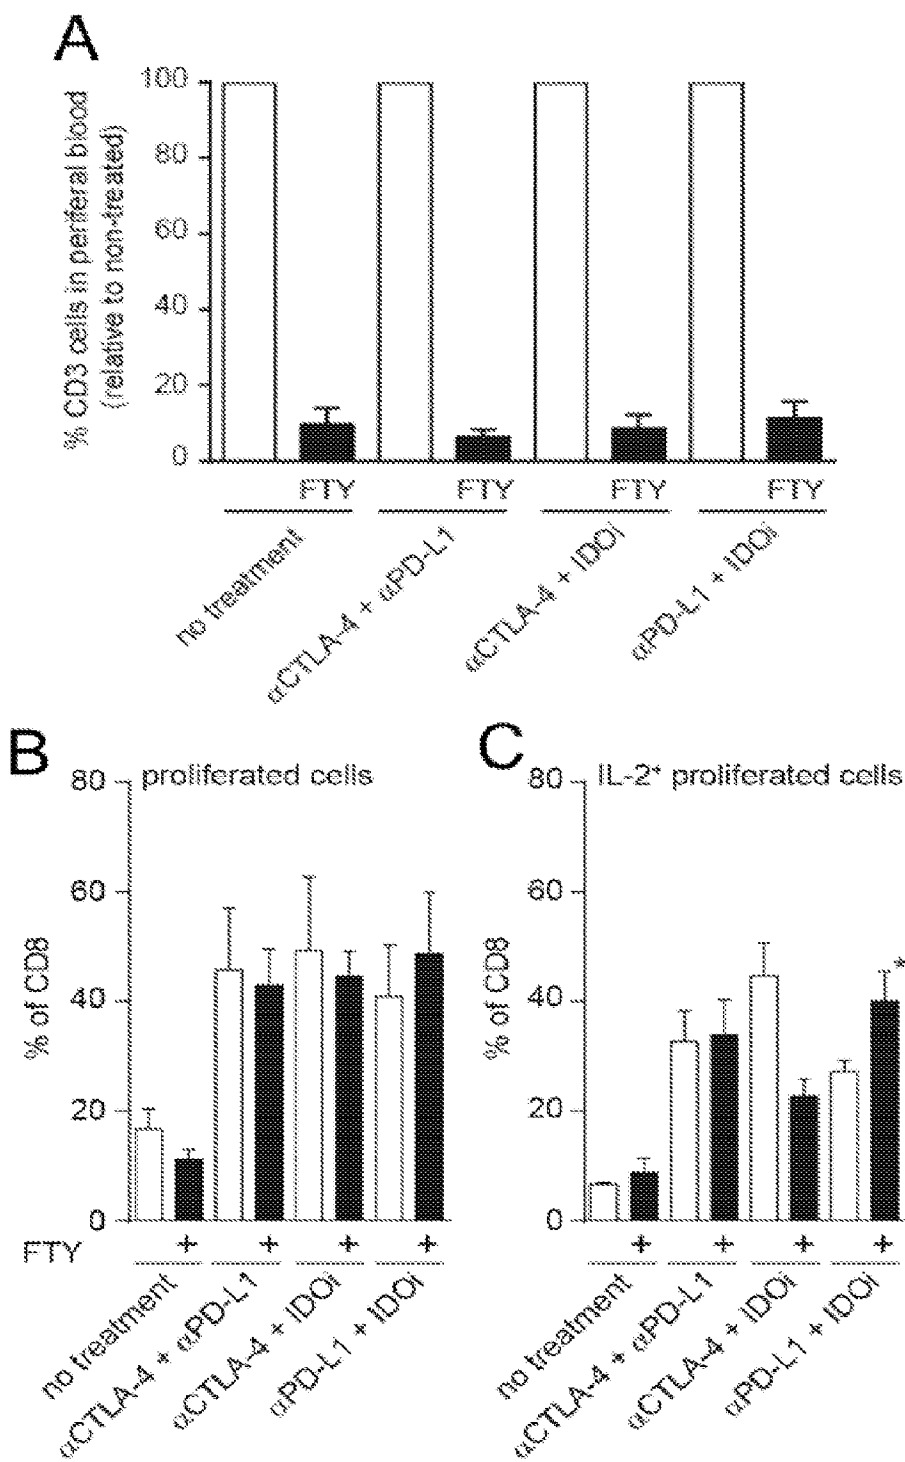 A
% CD3 cells in periferal blood
(relative to non-treated)
100
80
60
40
20
0
FTY FTY FTY FTY
no treatment
αCTLA-4 + αPD-L1
αCTLA-4 + IDOi
αPD-L1 + IDOi
B
proliferated cells
% of CD8
80
60
40
20
0
FTY + + + +
no treatment
αCTLA-4 + αPD-L1
αCTLA-4 + IDOi
αPD-L1 + IDOi
C
IL-2⁺ proliferated cells
% of CD8
80
60
40
20
0
*
+ + + +
no treatment
αCTLA-4 + αPD-L1
αCTLA-4 + IDOi
αPD-L1 + IDOi